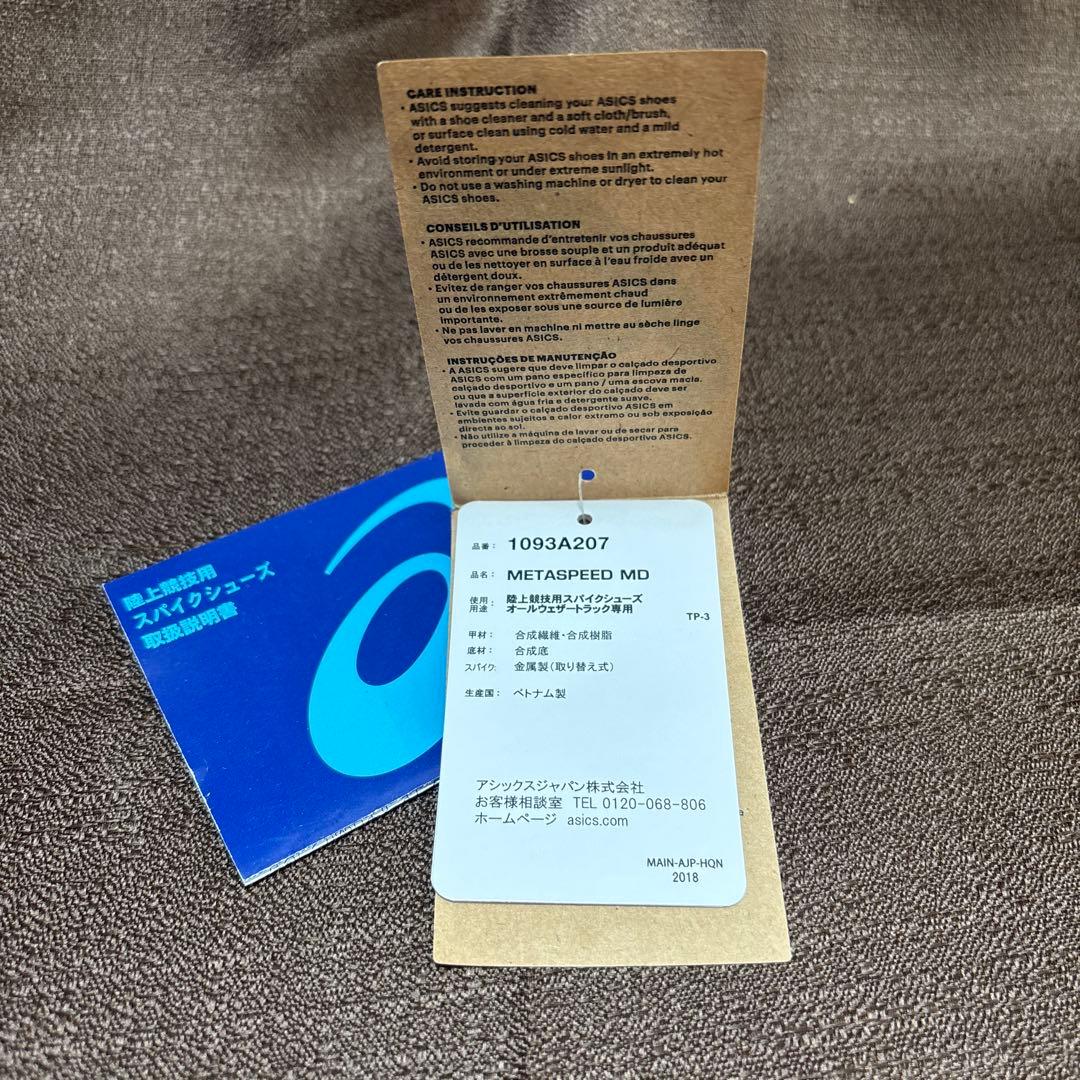 CARE INSTRUCTION
• ASICS suggests cleaning your ASICS shoes
with a shoe cleaner and a soft cloth/brush,
or surface clean using cold water and a mild
detergent.
• Avoid storing your ASICS shoes in an extremely hot
environment or under extreme sunlight.
• Do not use a washing machine or dryer to clean your
ASICS shoes.
CONSEILS D'UTILISATION
• ASICS recommande d'entretenir vos chaussures
ASICS avec une brosse souple et un produit adéquat
ou de les nettoyer en surface à l'eau froide avec un
détergent doux.
• Evitez de ranger vos chaussures ASICS dans
un environnement extrêmement chaud
ou de les exposer sous une source de lumière
importante.
• Ne pas laver en machine ni mettre au sèche linge
vos chaussures ASICS.
INSTRUÇÕES DE MANUTENÇÃO
• A ASICS sugere que deve limpar o calçado desportivo
ASICS com um pano específico para limpeza de
calçado desportivo e um pano / uma escova macia,
ou que a superfície exterior do calçado deve ser
lavada com água fria e detergente suave.
• Evite guardar o calçado desportivo ASICS em
ambientes sujeitos a calor extremo ou sob exposição
directa ao sol.
• Não utilize a máquina de lavar ou de secar para
proceder à limpeza do calçado desportivo ASICS.
陸上競技用
スパイクシューズ
取扱説明書
品番: 1093A207
品名: METASPEED MD
使用用途: 陸上競技用スパイクシューズ
オールウェザートラック専用
TP-3
甲材: 合成繊維・合成樹脂
底材: 合成底
スパイク: 金属製(取り替え式)
生産国: ベトナム製
アシックスジャパン株式会社
お客様相談室 TEL 0120-068-806
ホームページ asics.com
MAIN-AJP-HQN
2018